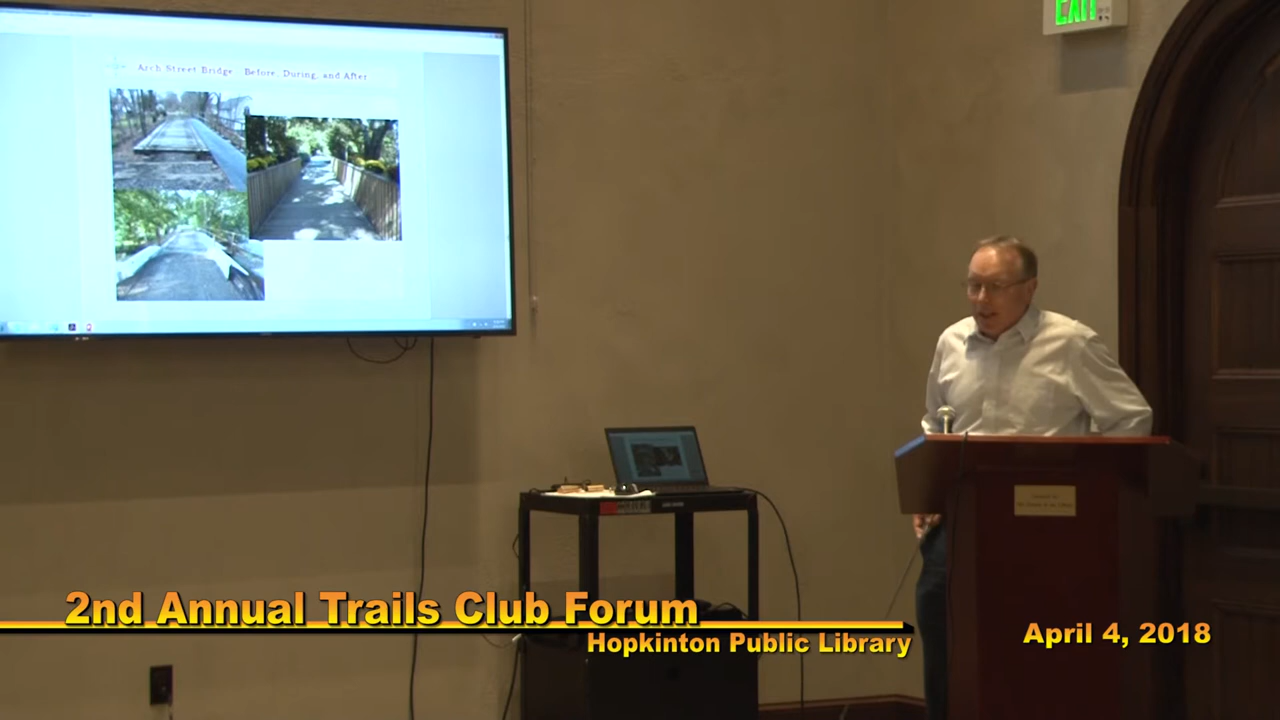 EXIT
Arch Street Bridge Before, During, and After
2nd Annual Trails Club Forum
Hopkinton Public Library
April 4, 2018